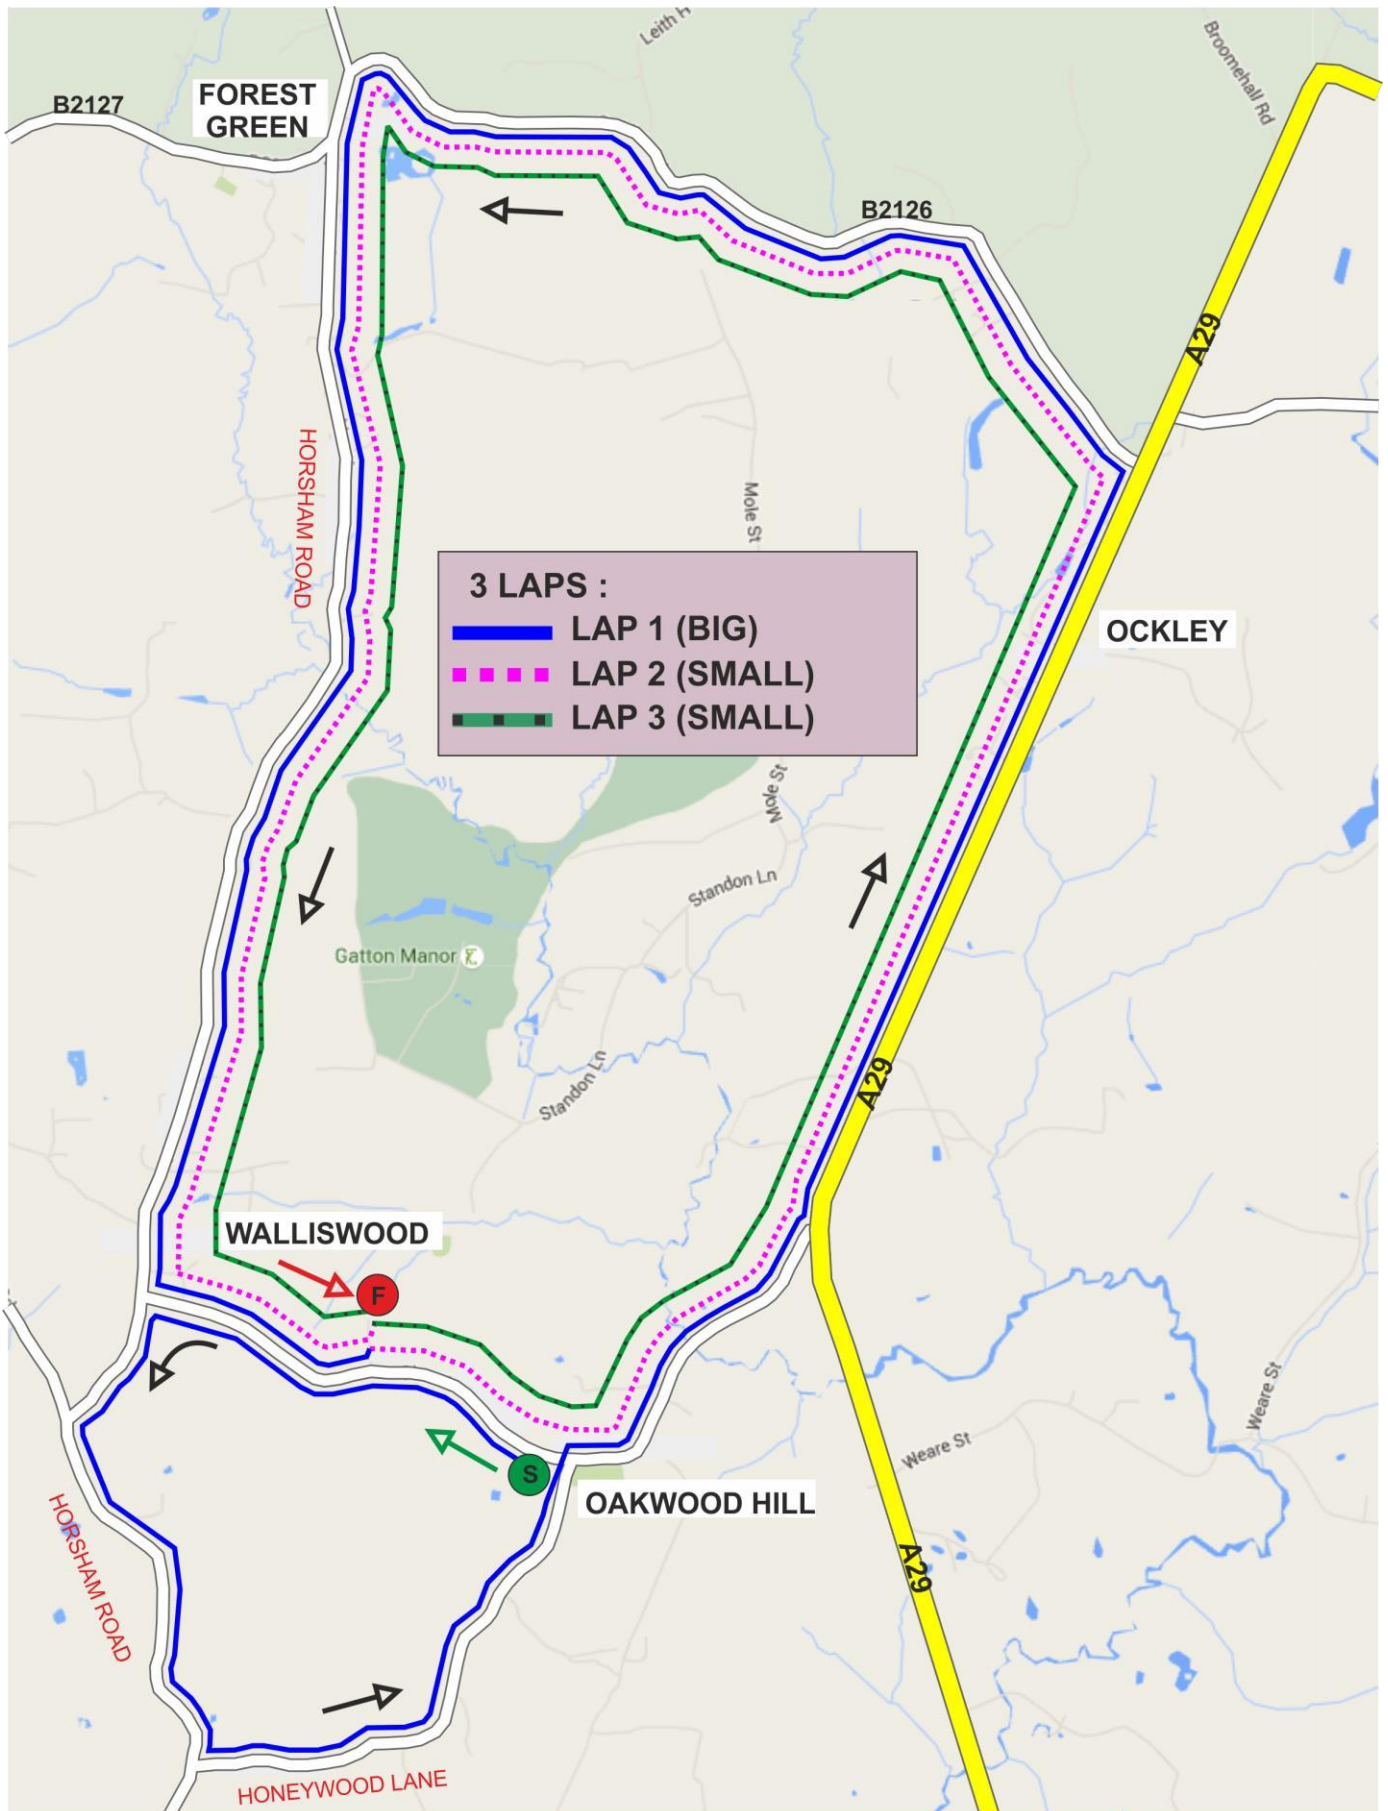 Leith H
Broomehall Rd
FOREST
GREEN
B2127
B2126
A29
HORSHAM ROAD
Mole St
3 LAPS :
LAP 1 (BIG)
LAP 2 (SMALL)
LAP 3 (SMALL)
OCKLEY
Mole St
Standon Ln
Gatton Manor
Standon Ln
A29
WALLISWOOD
F
S
OAKWOOD HILL
Weare St
Weare St
A29
HORSHAM ROAD
HONEYWOOD LANE